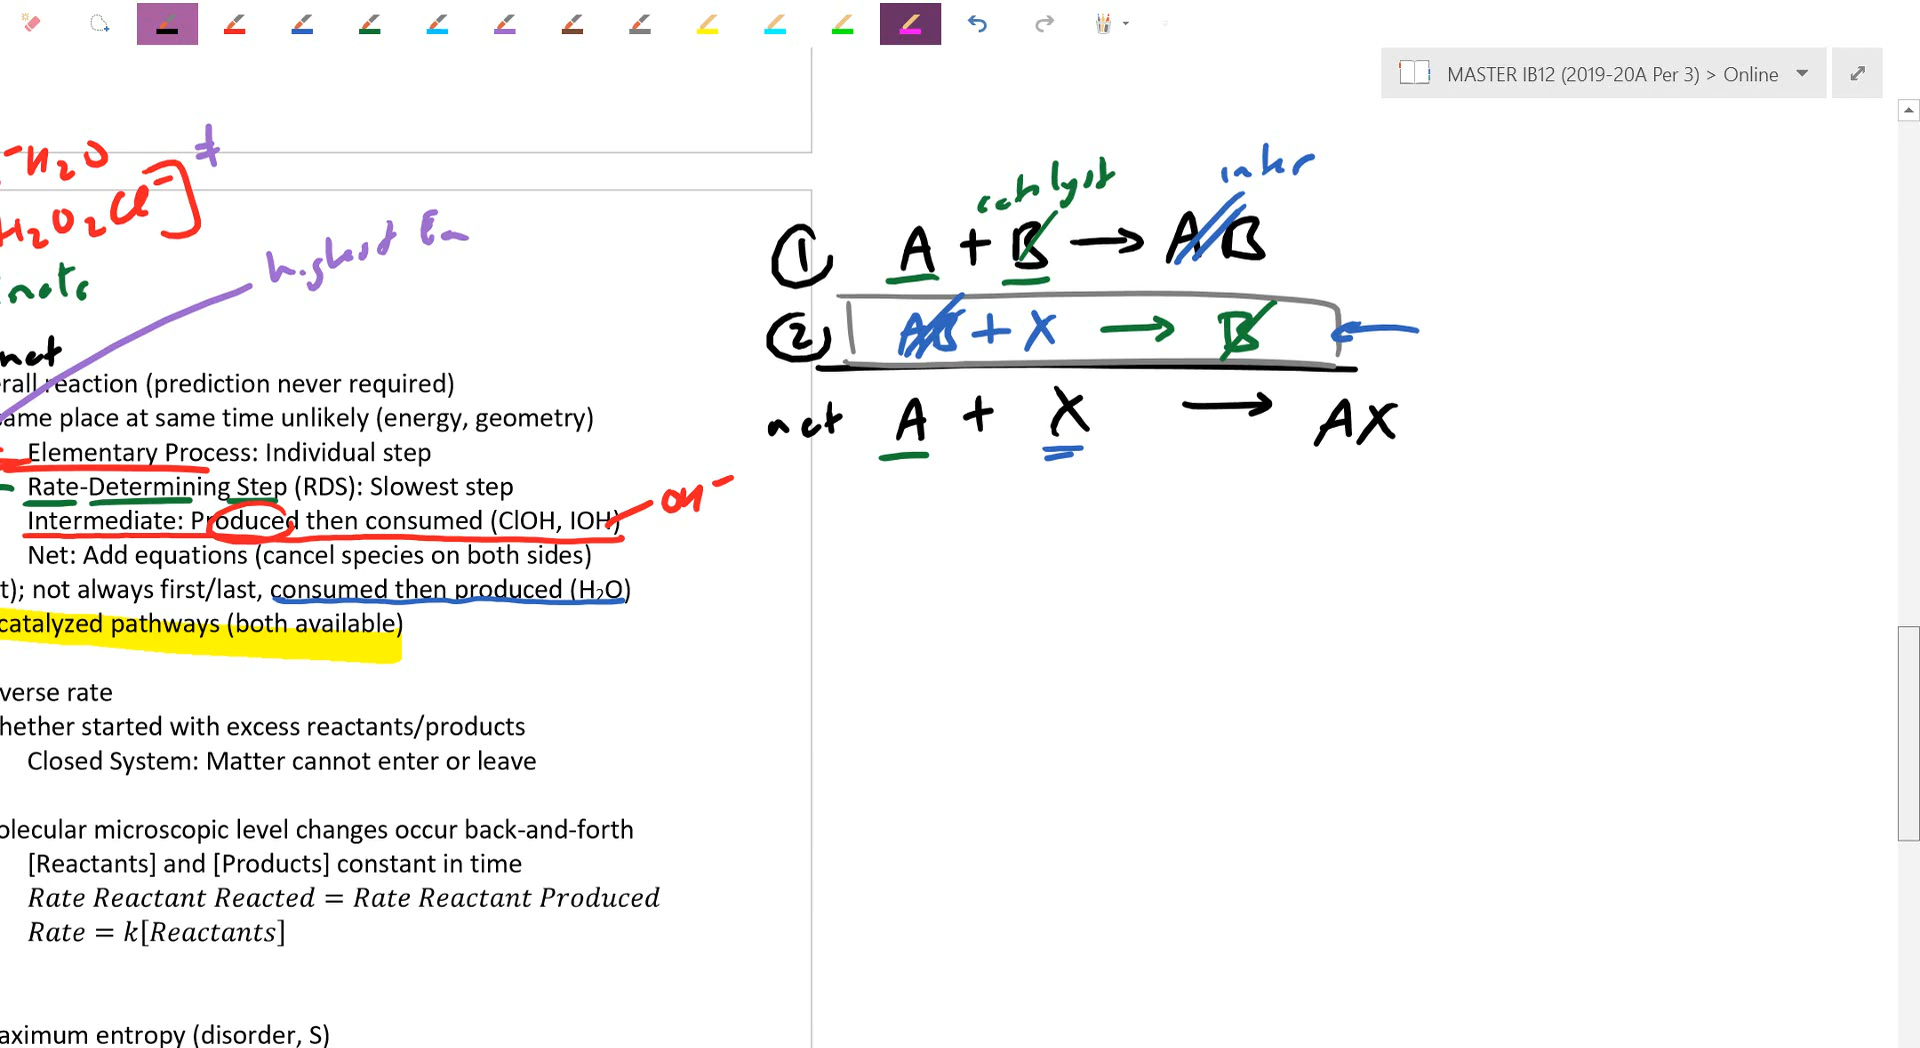 MASTER IB12 (2019-20A Per 3) > Online
-H₂O ‡
H₂O₂Cl⁻]
highest Ea
net
erall reaction (prediction never required)
ame place at same time unlikely (energy, geometry)
Elementary Process: Individual step
Rate-Determining Step (RDS): Slowest step
Intermediate: Produced then consumed (ClOH, IOH)
OH⁻
Net: Add equations (cancel species on both sides)
t); not always first/last, consumed then produced (H₂O)
catalyzed pathways (both available)
verse rate
hether started with excess reactants/products
Closed System: Matter cannot enter or leave
olecular microscopic level changes occur back-and-forth
[Reactants] and [Products] constant in time
Rate Reactant Reacted = Rate Reactant Produced
Rate = k[Reactants]
aximum entropy (disorder, S)
catalyst inter
① A + B → AB
② AB + X → B
net A + X → AX